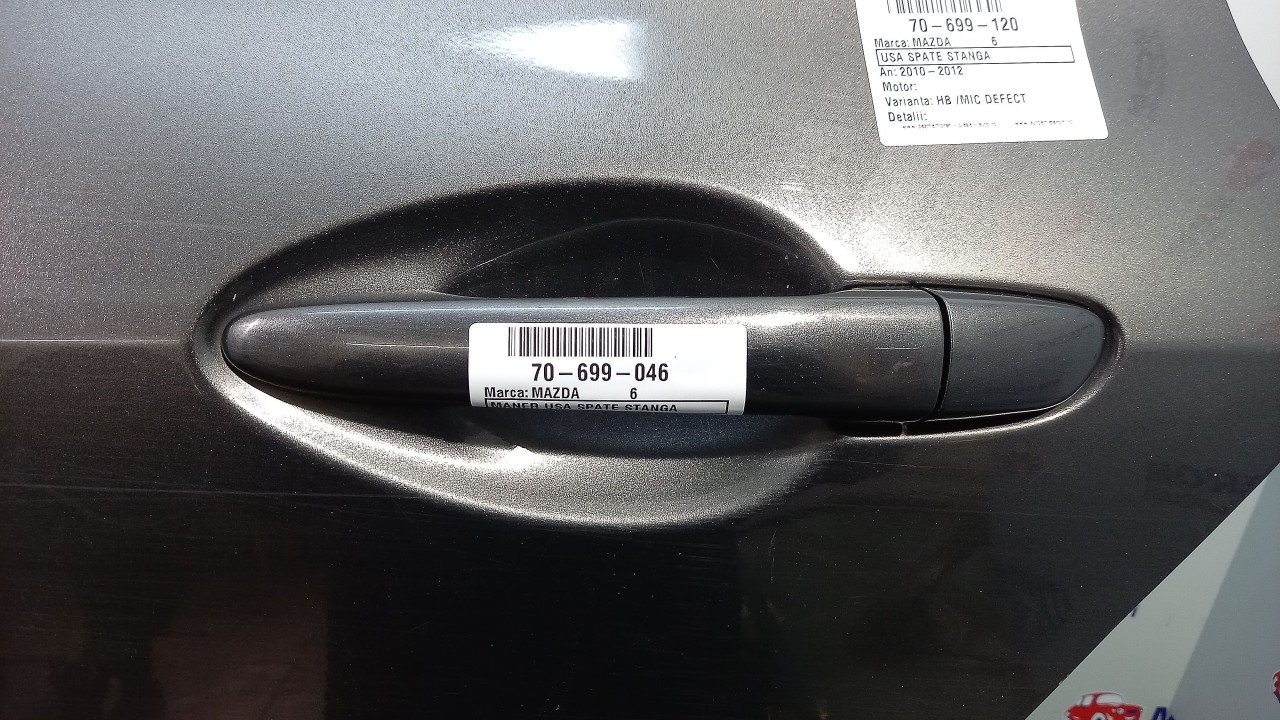 70-699-120
Marca: MAZDA 6
USA SPATE STANGA
An: 2010-2012
Motor:
Varianta: HB /MIC DEFECT
Detalii:
70-699-046
Marca: MAZDA 6
MANER USA SPATE STANGA